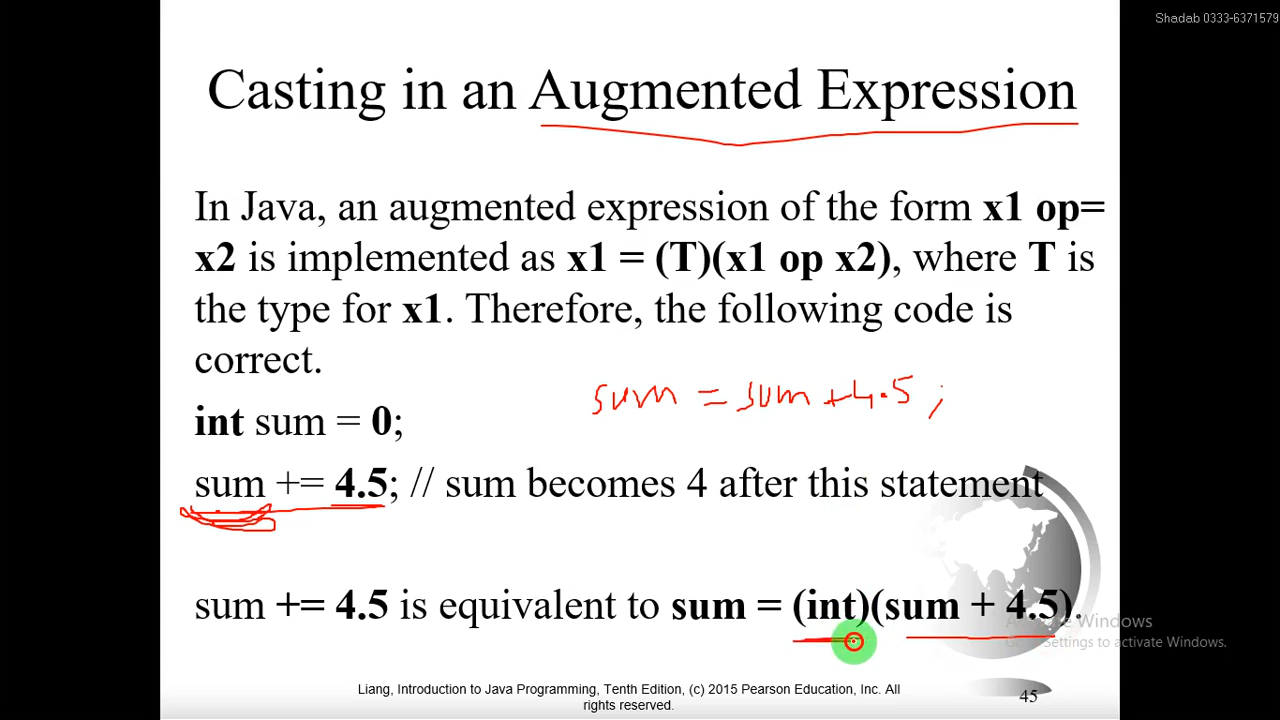 Shadab 0333-6371579
Casting in an Augmented Expression
In Java, an augmented expression of the form x1 op=
x2 is implemented as x1 = (T)(x1 op x2), where T is
the type for x1. Therefore, the following code is
correct.
sum = sum + 4.5 ;
int sum = 0;
sum += 4.5; // sum becomes 4 after this statement
sum += 4.5 is equivalent to sum = (int)(sum + 4.5).
Activate Windows
Go to Settings to activate Windows.
Liang, Introduction to Java Programming, Tenth Edition, (c) 2015 Pearson Education, Inc. All
rights reserved.
45